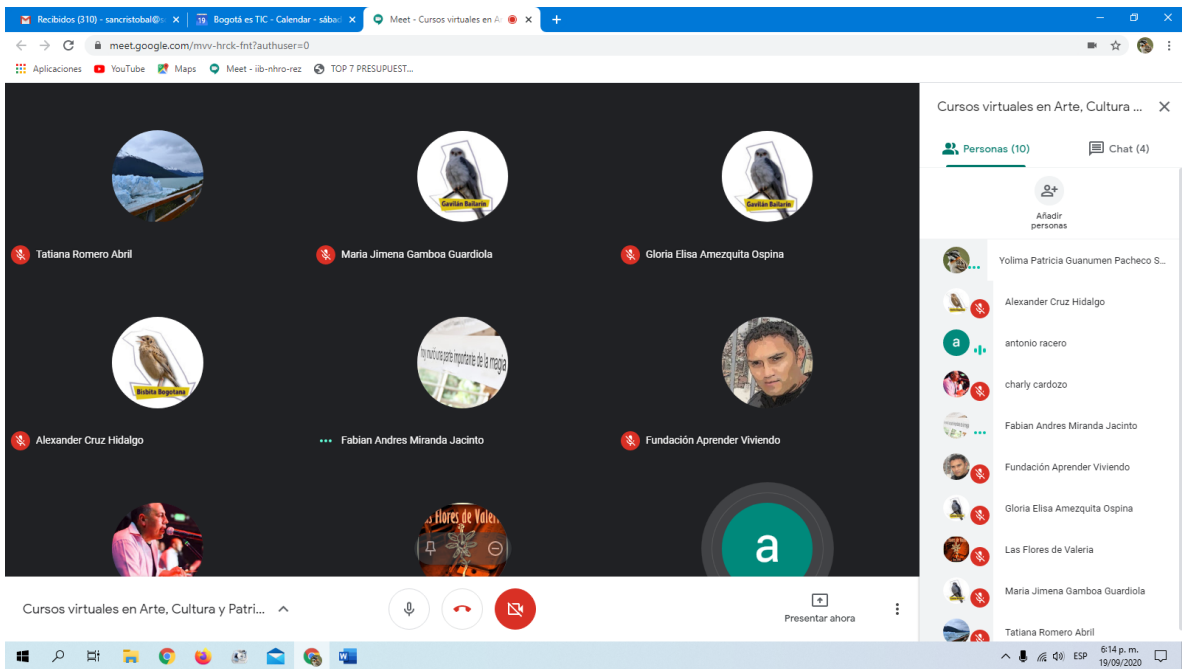 Recibidos (310) - sancristobal@s
Bogotá es TIC - Calendar - sábad
Meet - Cursos virtuales en A
meet.google.com/mvv-hrck-fnt?authuser=0
Aplicaciones
YouTube
Maps
Meet - iib-nhro-rez
TOP 7 PRESUPUEST...
Gavilán Bailarín
Gavilán Bailarín
Tatiana Romero Abril
Maria Jimena Gamboa Guardiola
Gloria Elisa Amezquita Ospina
Bisbita Bogotana
una parte importante de la magia
Alexander Cruz Hidalgo
Fabian Andres Miranda Jacinto
Fundación Aprender Viviendo
Flores de Valeri
a
Cursos virtuales en Arte, Cultura y Patri...
Presentar ahora
Cursos virtuales en Arte, Cultura ...
Personas (10)
Chat (4)
Añadir
personas
Yolima Patricia Guanumen Pacheco S...
Alexander Cruz Hidalgo
a
antonio racero
charly cardozo
Fabian Andres Miranda Jacinto
Fundación Aprender Viviendo
Gloria Elisa Amezquita Ospina
Las Flores de Valeria
Maria Jimena Gamboa Guardiola
Tatiana Romero Abril
ESP
6:14 p. m.
19/09/2020